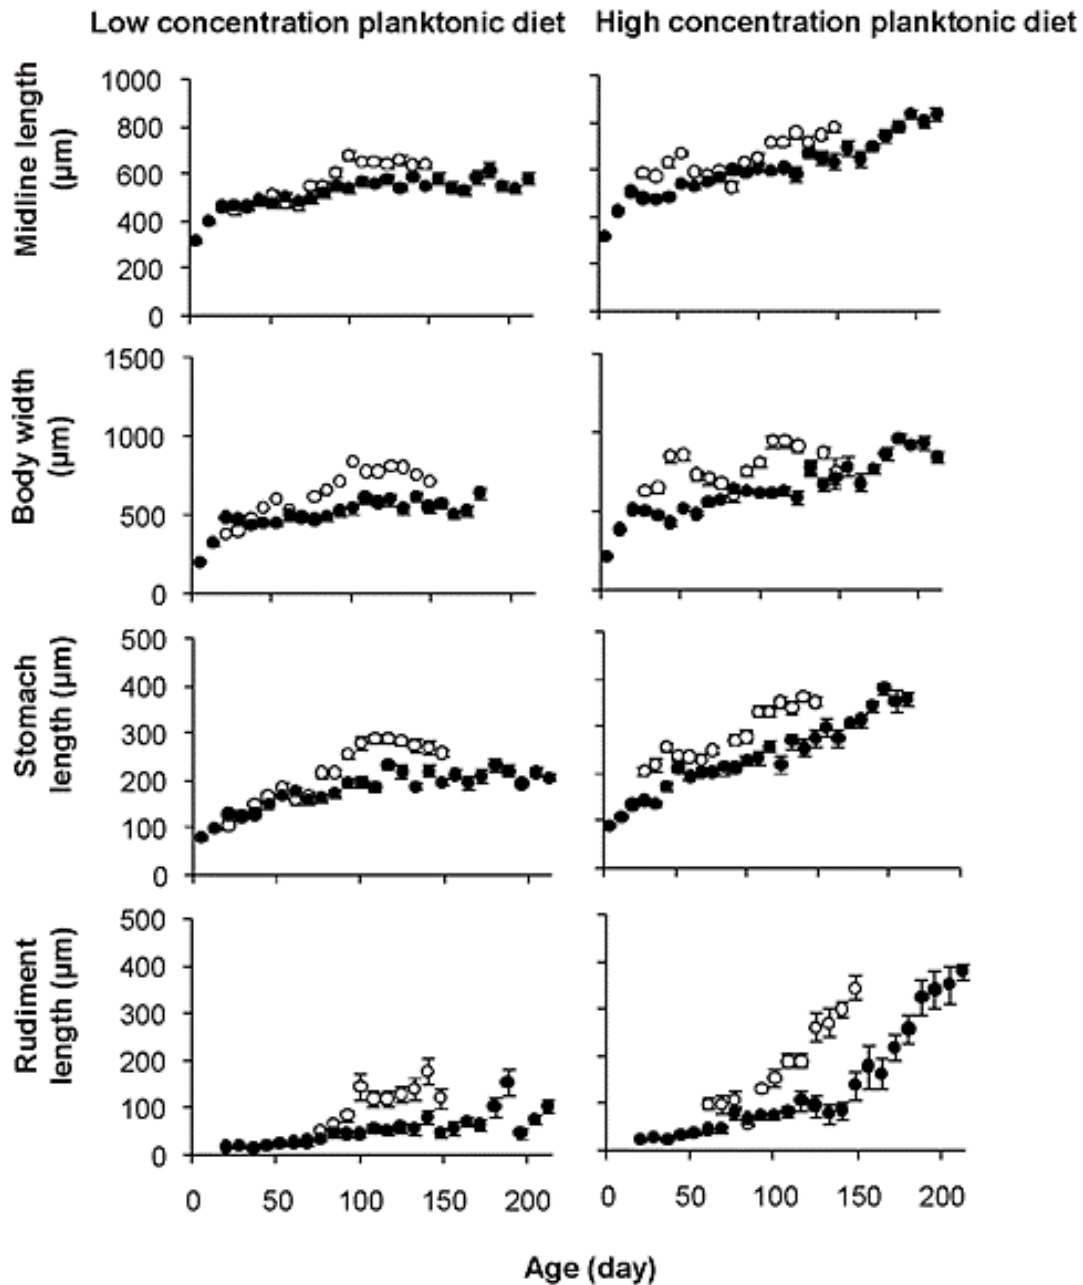 Low concentration planktonic diet
High concentration planktonic diet
Midline length
(µm)
1000
800
600
400
200
0
Body width
(µm)
1500
1000
500
0
Stomach
length (µm)
500
400
300
200
100
0
Rudiment
length (µm)
500
400
300
200
100
0
0 50 100 150 200
0 50 100 150 200
Age (day)